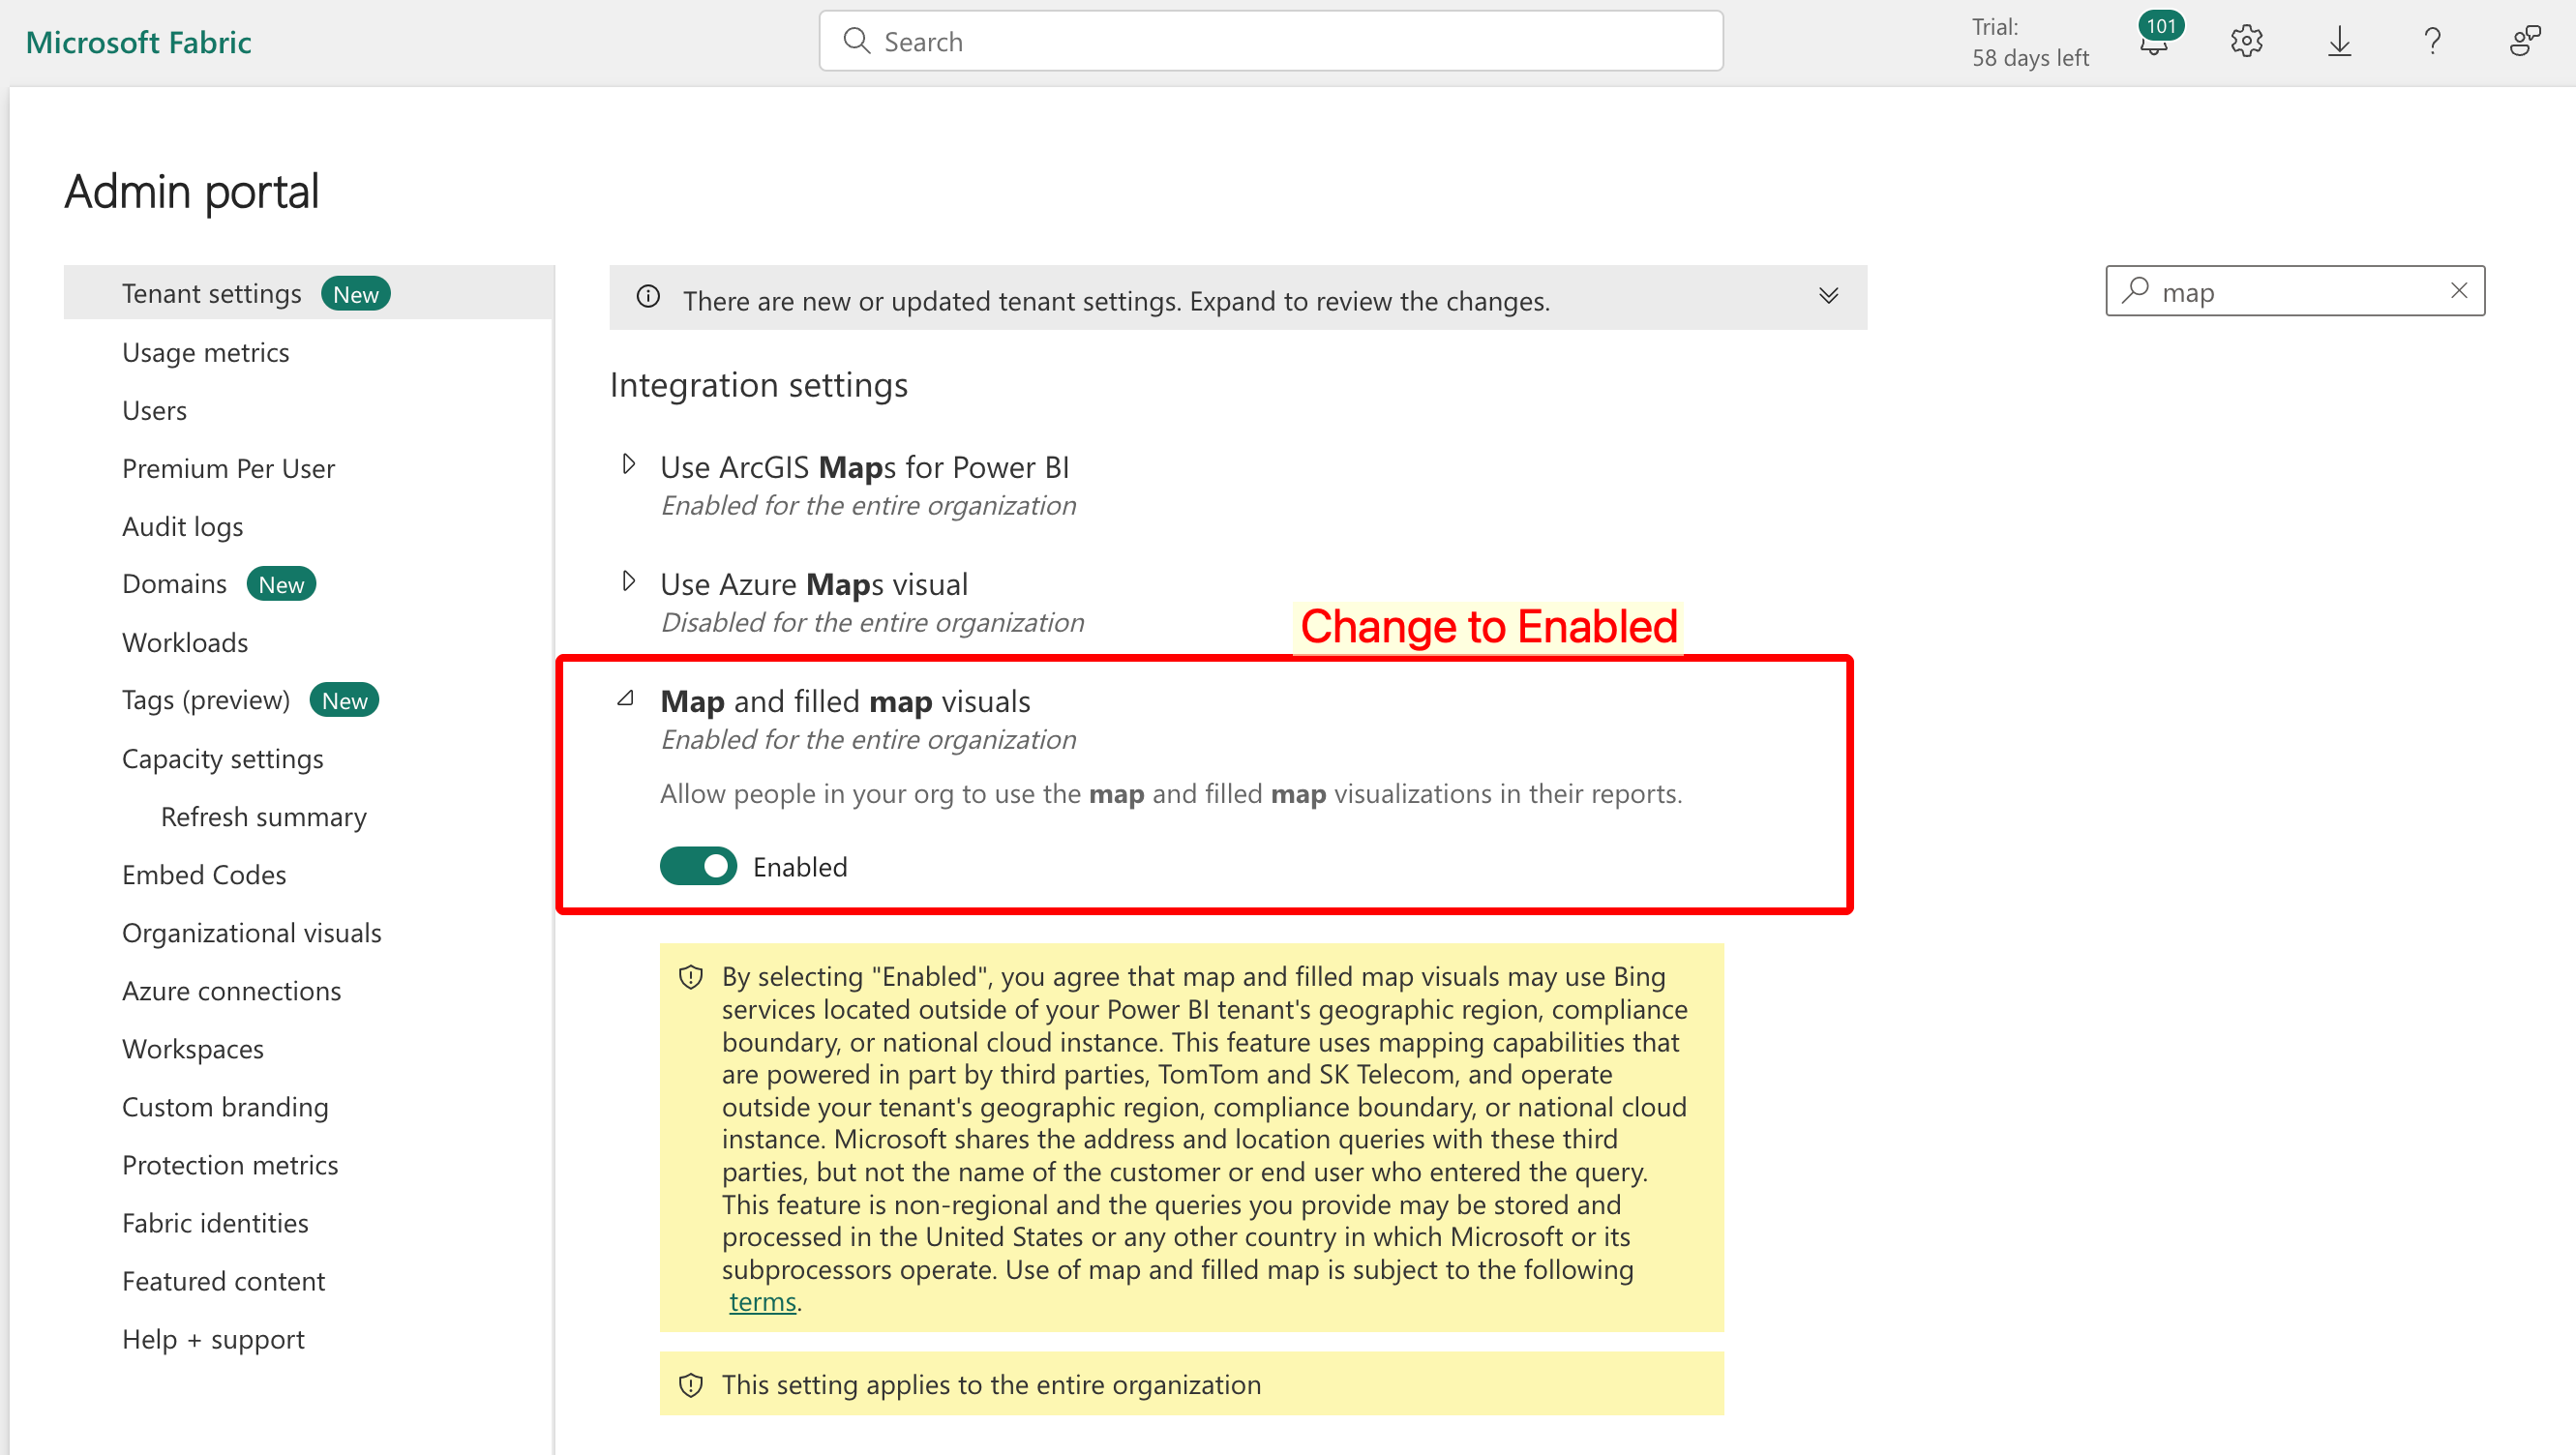 Microsoft Fabric
Search
Trial:
58 days left
101
Admin portal
Tenant settings New
Usage metrics
Users
Premium Per User
Audit logs
Domains New
Workloads
Tags (preview) New
Capacity settings
Refresh summary
Embed Codes
Organizational visuals
Azure connections
Workspaces
Custom branding
Protection metrics
Fabric identities
Featured content
Help + support
There are new or updated tenant settings. Expand to review the changes.
map
Integration settings
Use ArcGIS Maps for Power BI
Enabled for the entire organization
Use Azure Maps visual
Disabled for the entire organization
Change to Enabled
Map and filled map visuals
Enabled for the entire organization
Allow people in your org to use the map and filled map visualizations in their reports.
Enabled
By selecting "Enabled", you agree that map and filled map visuals may use Bing
services located outside of your Power BI tenant's geographic region, compliance
boundary, or national cloud instance. This feature uses mapping capabilities that
are powered in part by third parties, TomTom and SK Telecom, and operate
outside your tenant's geographic region, compliance boundary, or national cloud
instance. Microsoft shares the address and location queries with these third
parties, but not the name of the customer or end user who entered the query.
This feature is non-regional and the queries you provide may be stored and
processed in the United States or any other country in which Microsoft or its
subprocessors operate. Use of map and filled map is subject to the following
terms.
This setting applies to the entire organization